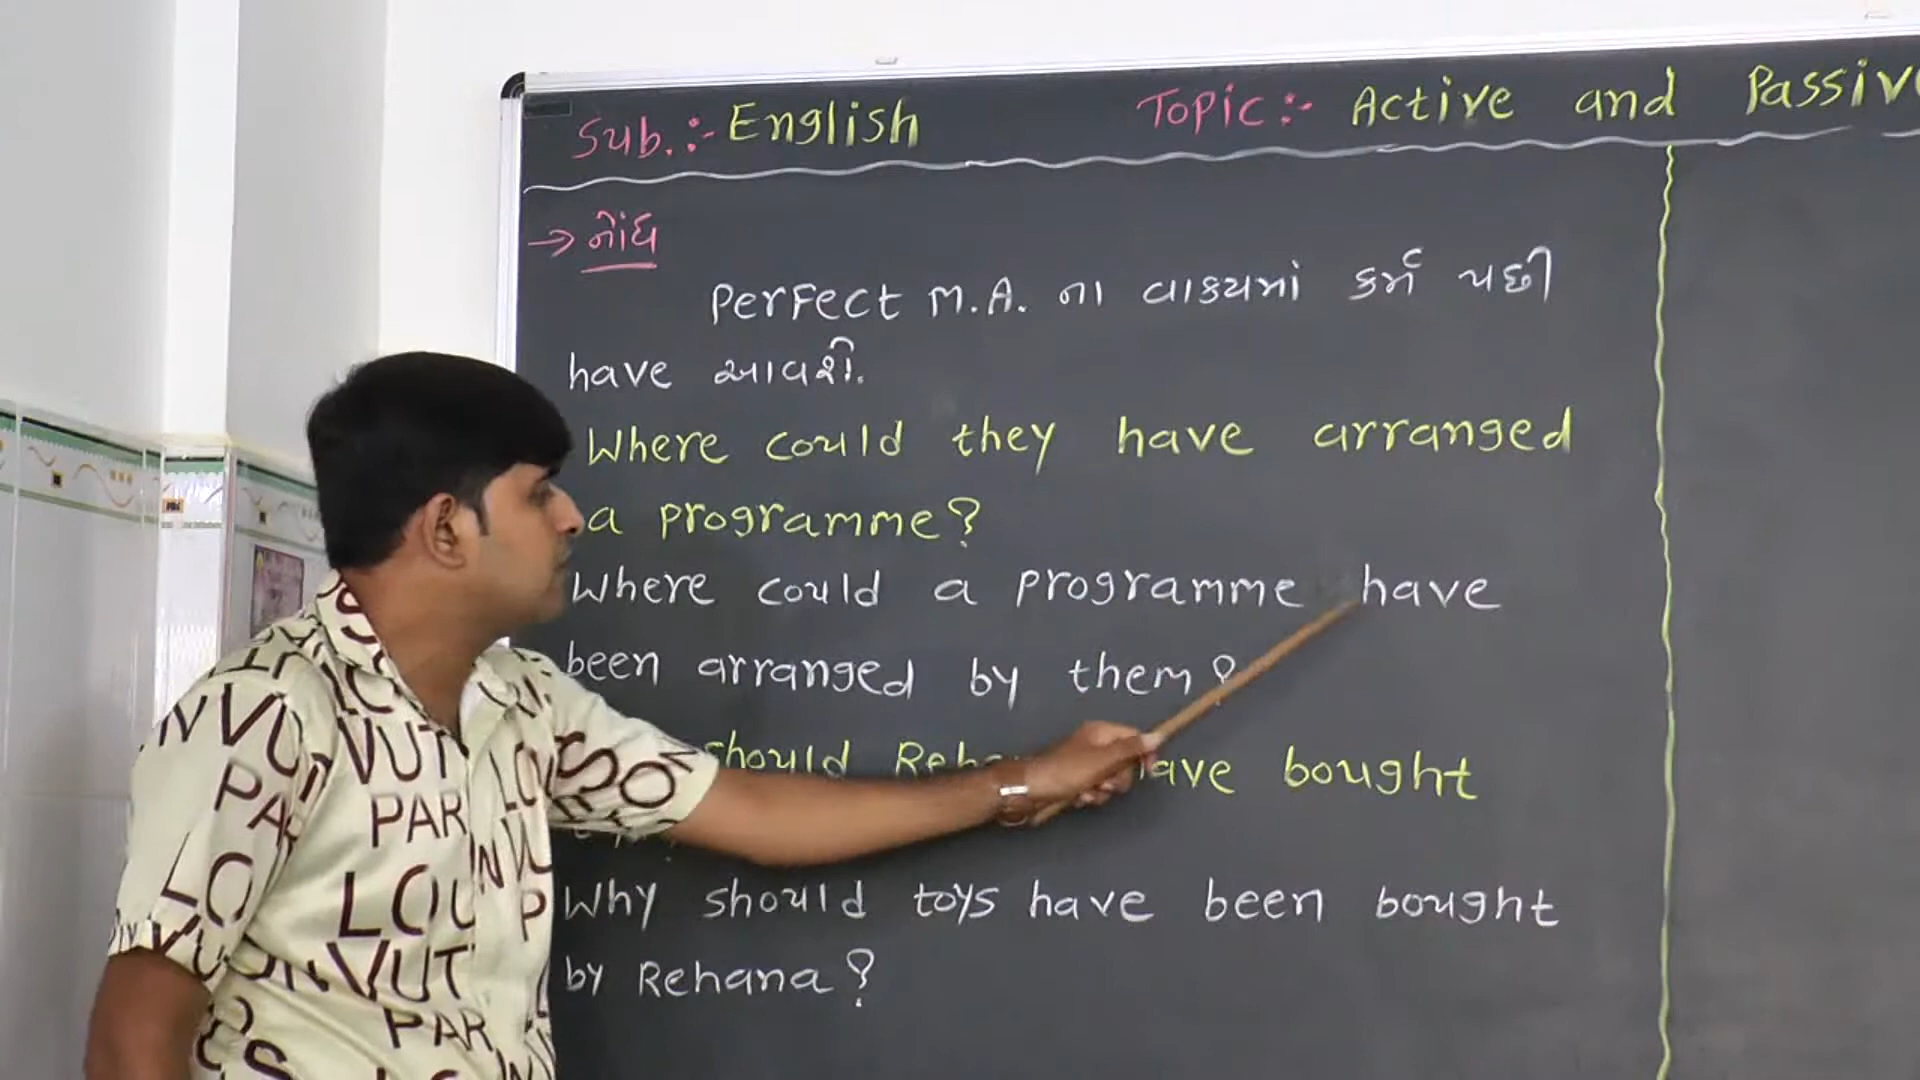 Sub. :- English Topic :- Active and Passive
→ નોંધ
Perfect M.A. ના વાક્યમાં કર્મ પછી
have આવશે.
Where could they have arranged
a programme?
Where could a programme have
been arranged by them?
should have bought
Why should toys have been bought
by Rehana?